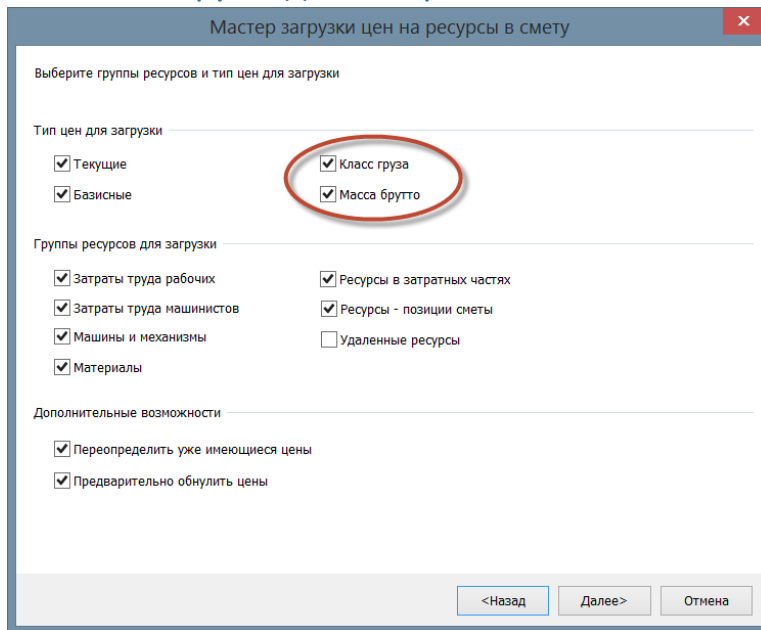 Мастер загрузки цен на ресурсы в смету
Выберите группы ресурсов и тип цен для загрузки
Тип цен для загрузки
Текущие
Класс груза
Базисные
Масса брутто
Группы ресурсов для загрузки
Затраты труда рабочих
Ресурсы в затратных частях
Затраты труда машинистов
Ресурсы - позиции сметы
Машины и механизмы
Удаленные ресурсы
Материалы
Дополнительные возможности
Переопределить уже имеющиеся цены
Предварительно обнулить цены
<Назад
Далее>
Отмена